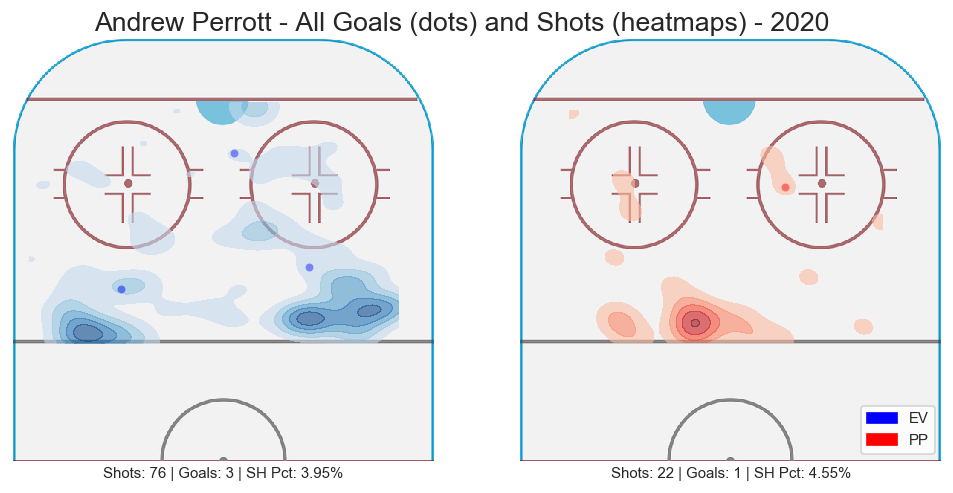 Andrew Perrott - All Goals (dots) and Shots (heatmaps) - 2020
EV
PP
Shots: 76 | Goals: 3 | SH Pct: 3.95%
Shots: 22 | Goals: 1 | SH Pct: 4.55%